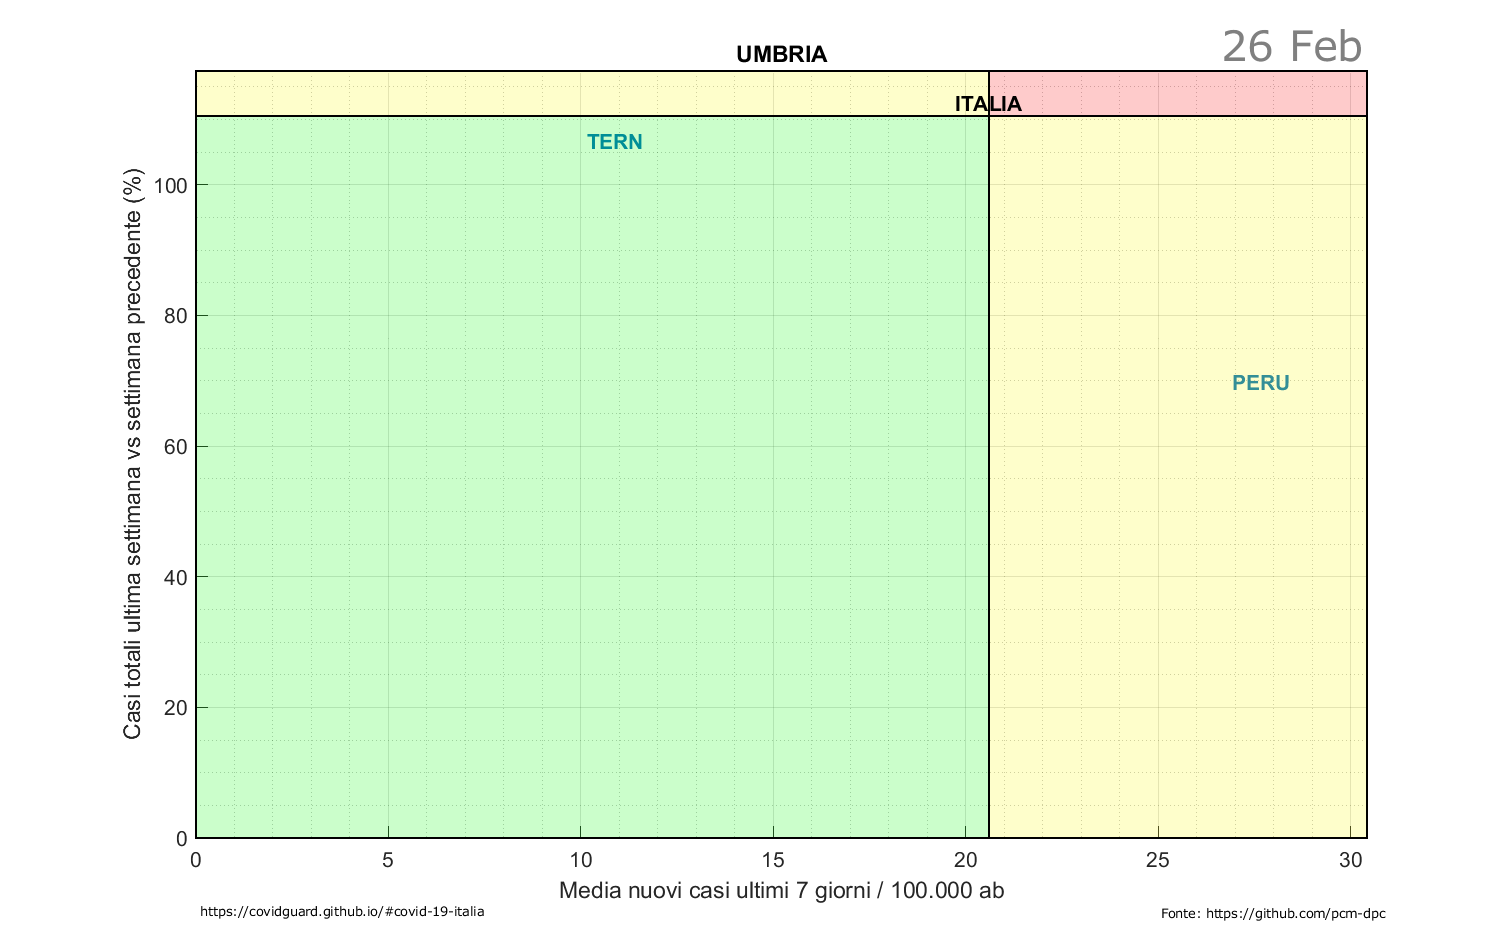 26 Feb
UMBRIA
ITALIA
TERN
PERU
Casi totali ultima settimana vs settimana precedente (%)
100
80
60
40
20
0
0 5 10 15 20 25 30
Media nuovi casi ultimi 7 giorni / 100.000 ab
https://covidguard.github.io/#covid-19-italia
Fonte: https://github.com/pcm-dpc